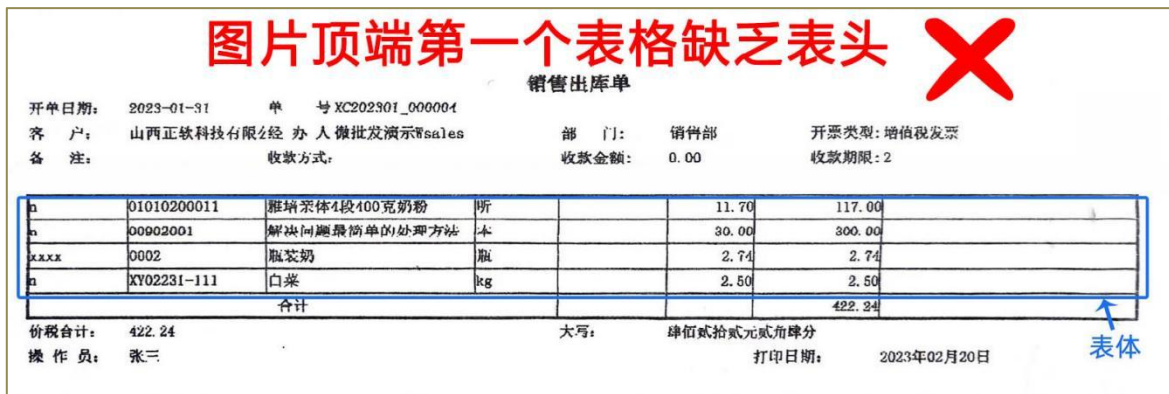 图片顶端第一个表格缺乏表头
销售出库单
开单日期: 2023-01-31 单 号 XC202301_000004
客 户: 山西正软科技有限公 经 办 人 微批发演示Wsales 部 门: 销售部 开票类型: 增值税发票
备 注: 收款方式: 收款金额: 0.00 收款期限: 2
n 01010200011 雅培亲体4段400克奶粉 听 11.70 117.00
n 00902001 解决问题最简单的处理方法 本 30.00 300.00
xxxx 0002 瓶装奶 瓶 2.74 2.74
n XY02231-111 白菜 kg 2.50 2.50
合计 422.24
价税合计: 422.24 大写: 肆佰贰拾贰元贰角肆分
操 作 员: 张三 打印日期: 2023年02月20日
表体